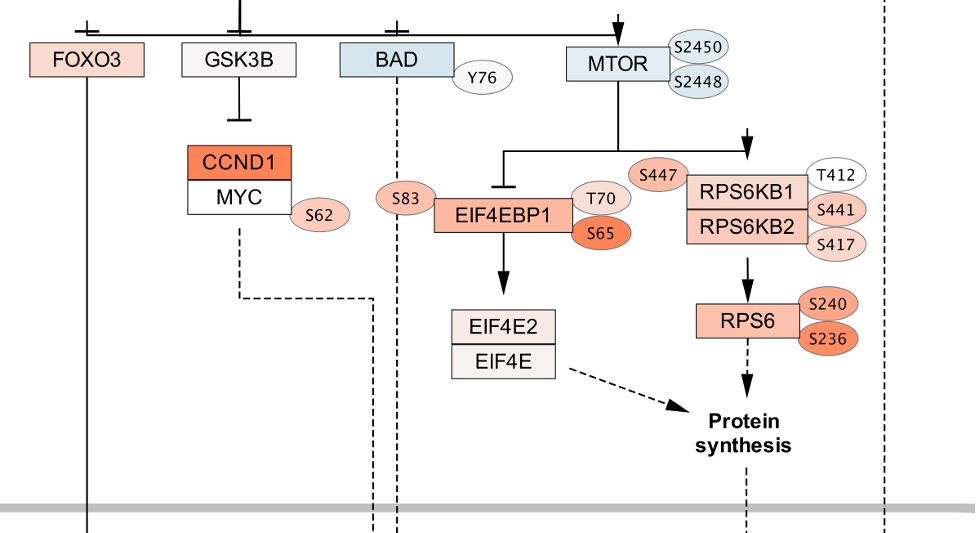 FOXO3
GSK3B
BAD
Y76
MTOR
S2450
S2448
CCND1
MYC
S62
S83
EIF4EBP1
T70
S65
S447
RPS6KB1
RPS6KB2
T412
S441
S417
EIF4E2
EIF4E
RPS6
S240
S236
Protein
synthesis